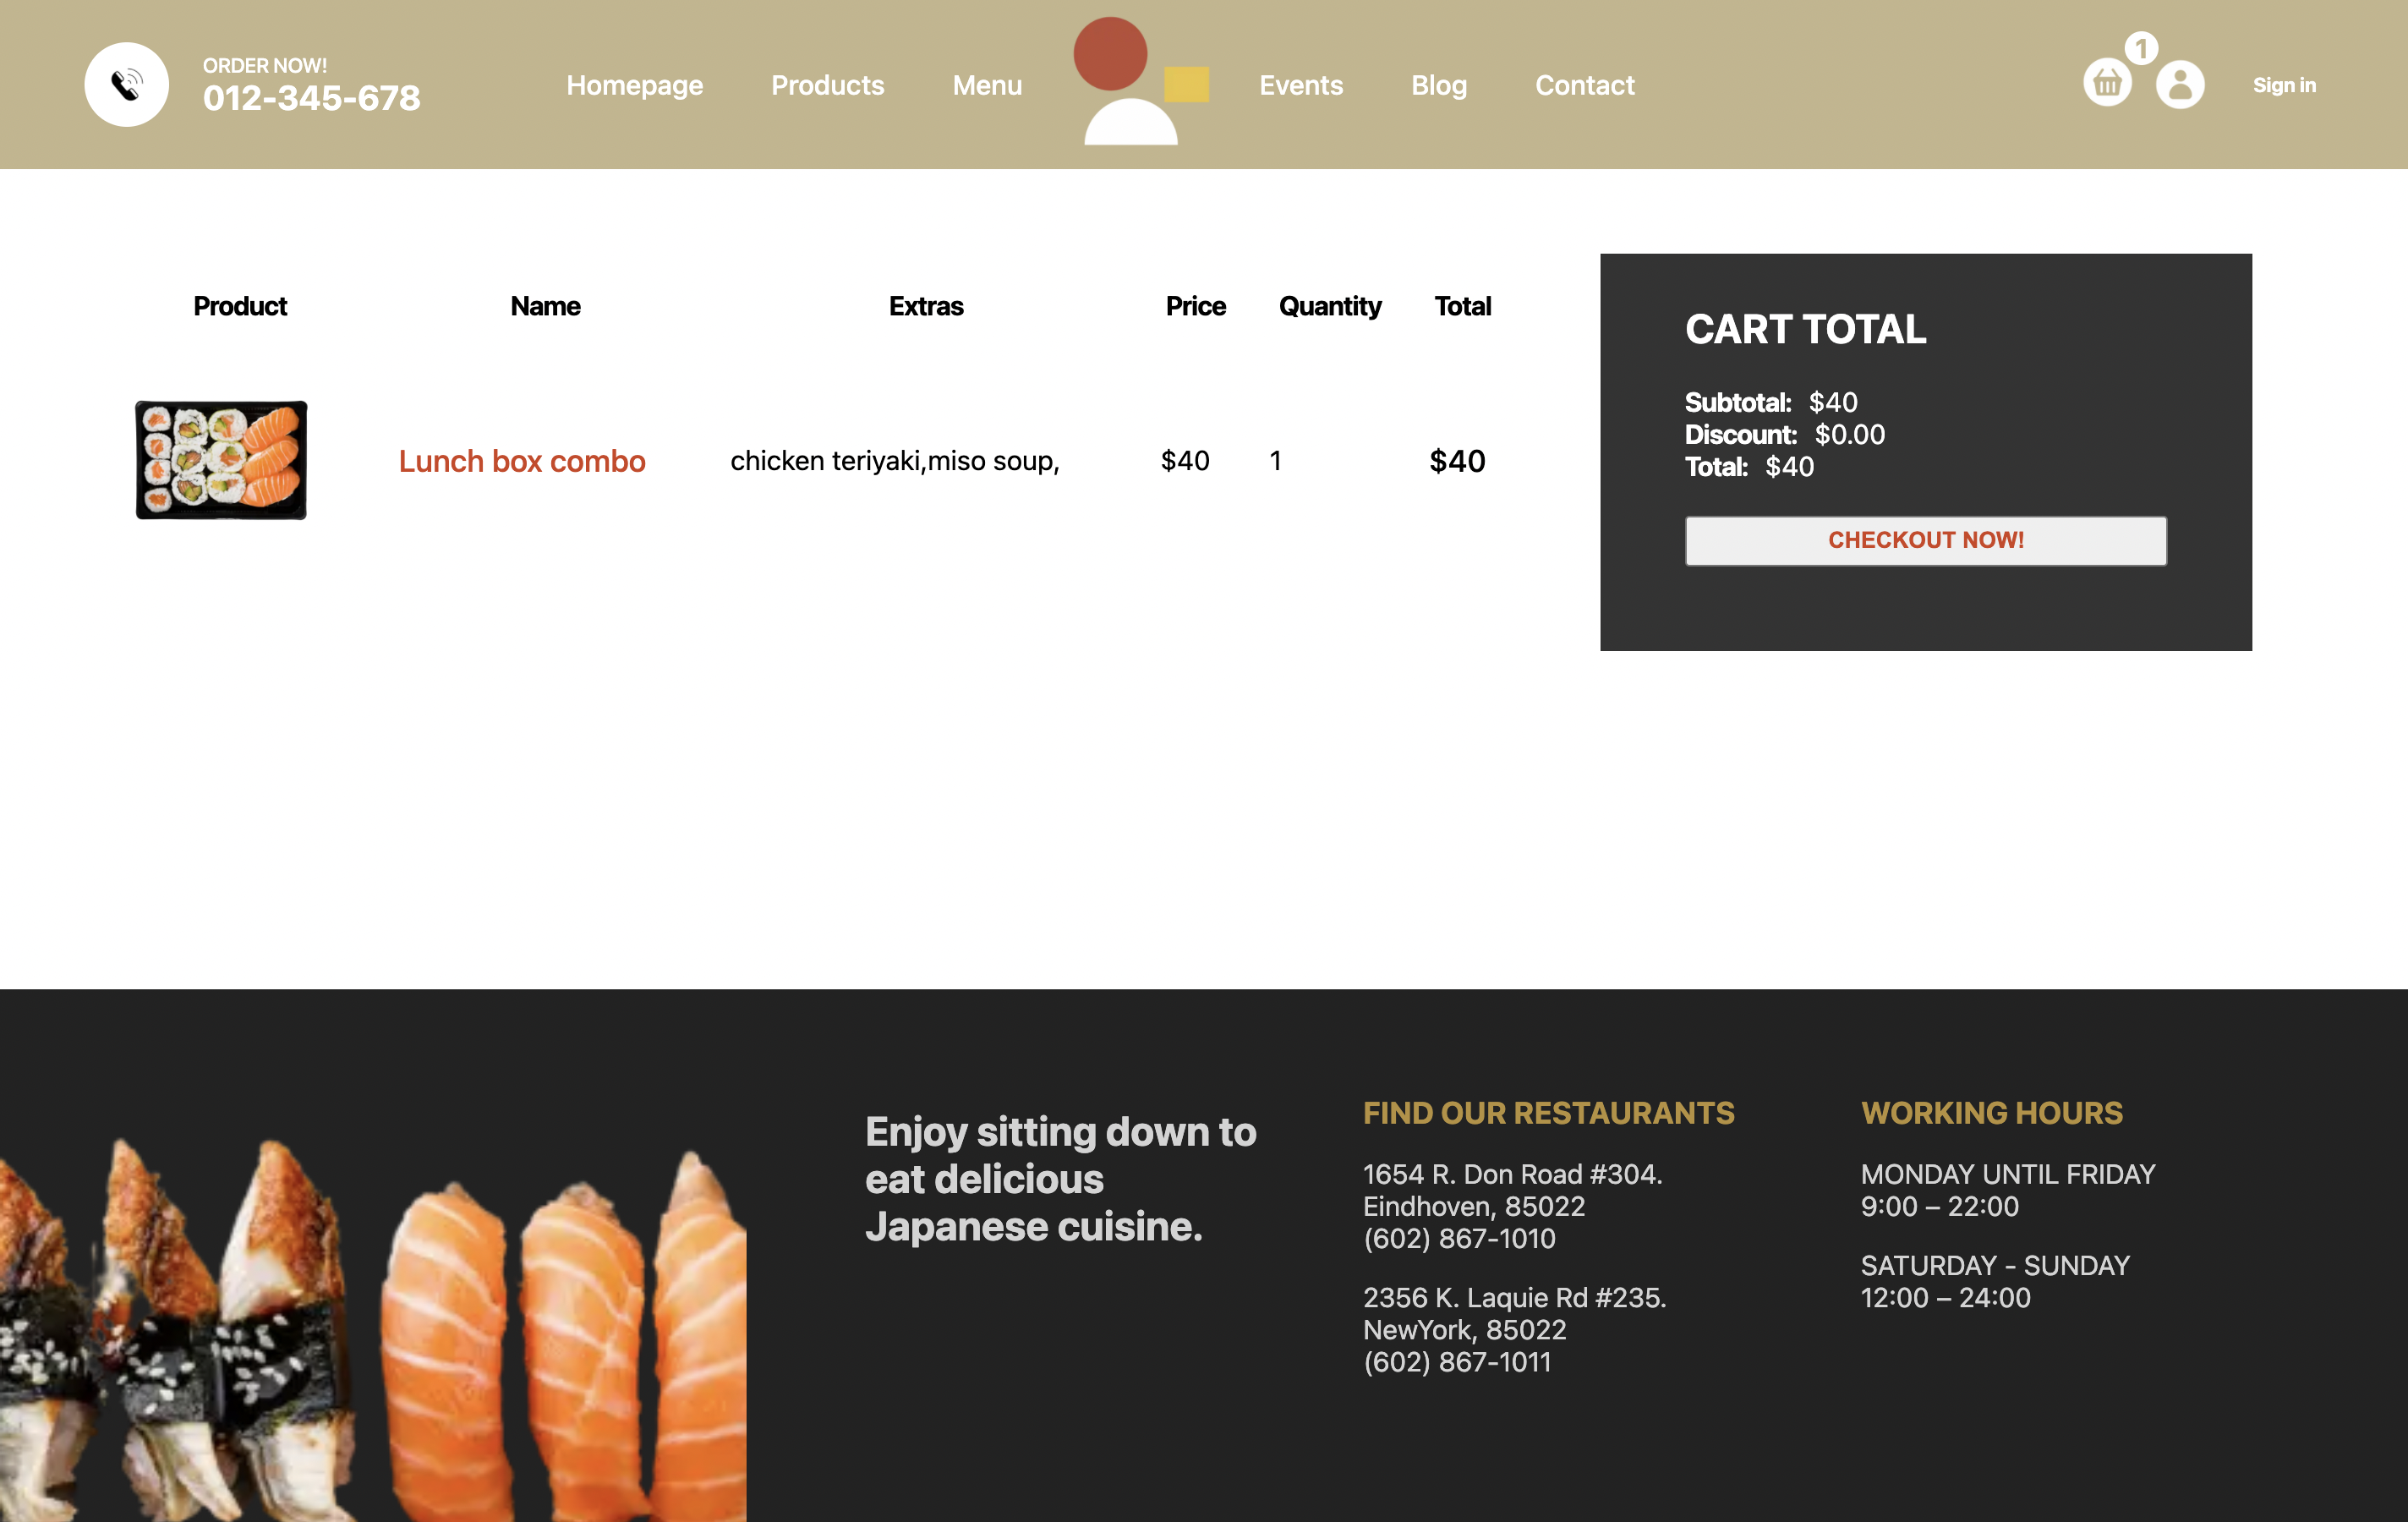 ORDER NOW!
012-345-678
Homepage
Products
Menu
Events
Blog
Contact
1
Sign in
Product
Name
Extras
Price
Quantity
Total
Lunch box combo
chicken teriyaki,miso soup,
$40
1
$40
CART TOTAL
Subtotal: $40
Discount: $0.00
Total: $40
CHECKOUT NOW!
Enjoy sitting down to
eat delicious
Japanese cuisine.
FIND OUR RESTAURANTS
1654 R. Don Road #304.
Eindhoven, 85022
(602) 867-1010
2356 K. Laquie Rd #235.
NewYork, 85022
(602) 867-1011
WORKING HOURS
MONDAY UNTIL FRIDAY
9:00 – 22:00
SATURDAY - SUNDAY
12:00 – 24:00